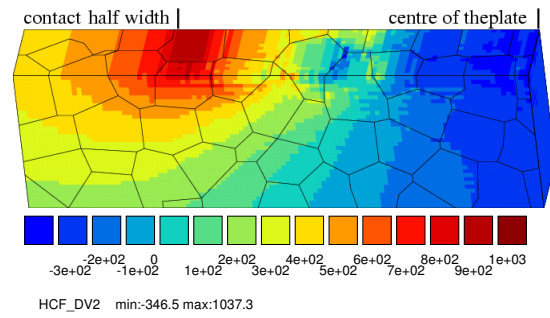 contact half width
centre of theplate
-2e+02 0 2e+02 4e+02 6e+02 8e+02 1e+03
-3e+02 -1e+02 1e+02 3e+02 5e+02 7e+02 9e+02
HCF_DV2 min:-346.5 max:1037.3